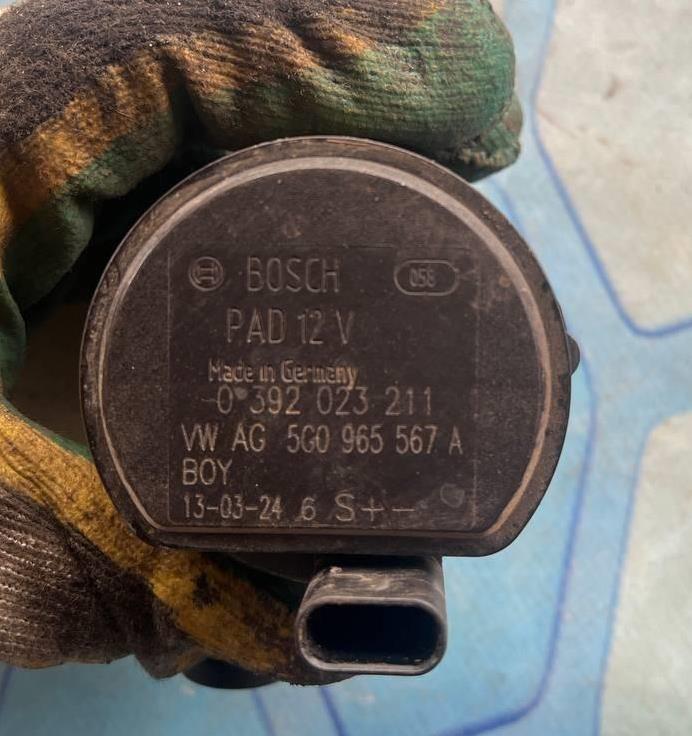 BOSCH 058
PAD 12 V
Made in Germany
0 392 023 211
VW AG 5G0 965 567 A
BOY
13-03-24 6 S+-